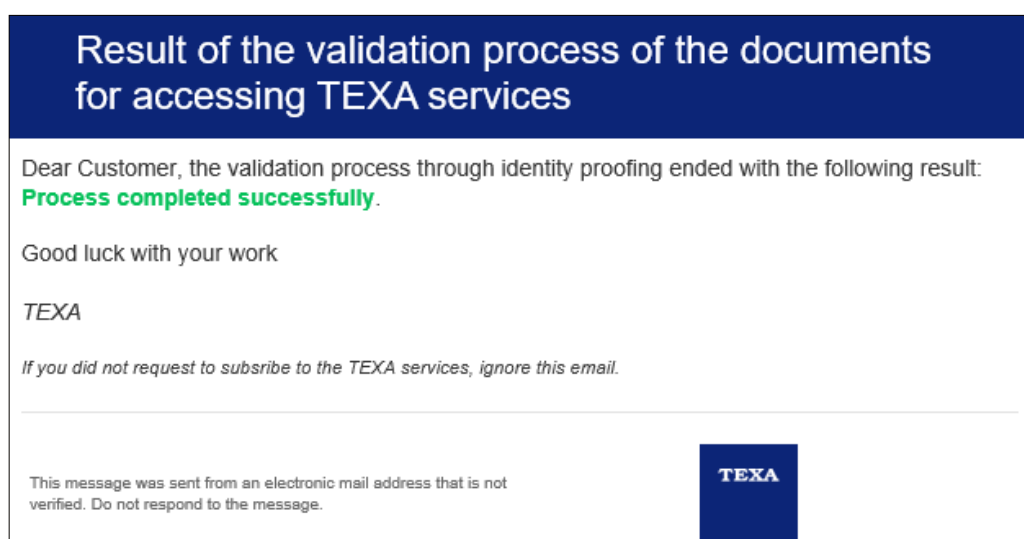 Result of the validation process of the documents
for accessing TEXA services
Dear Customer, the validation process through identity proofing ended with the following result:
Process completed successfully.
Good luck with your work
TEXA
If you did not request to subsribe to the TEXA services, ignore this email.
This message was sent from an electronic mail address that is not
verified. Do not respond to the message.
TEXA